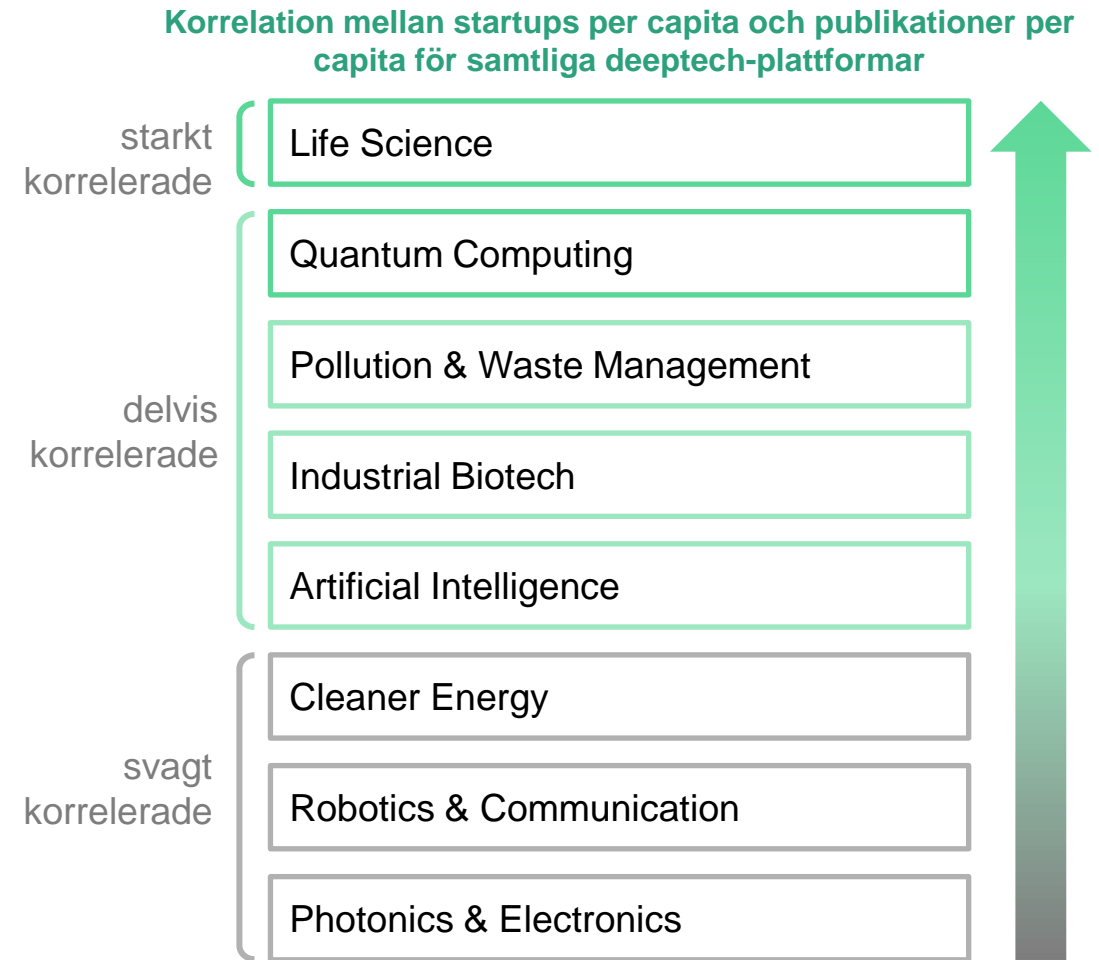 Korrelation mellan startups per capita och publikationer per
capita för samtliga deeptech-plattformar
starkt
korrelerade
Life Science
delvis
korrelerade
Quantum Computing
Pollution & Waste Management
Industrial Biotech
Artificial Intelligence
svagt
korrelerade
Cleaner Energy
Robotics & Communication
Photonics & Electronics